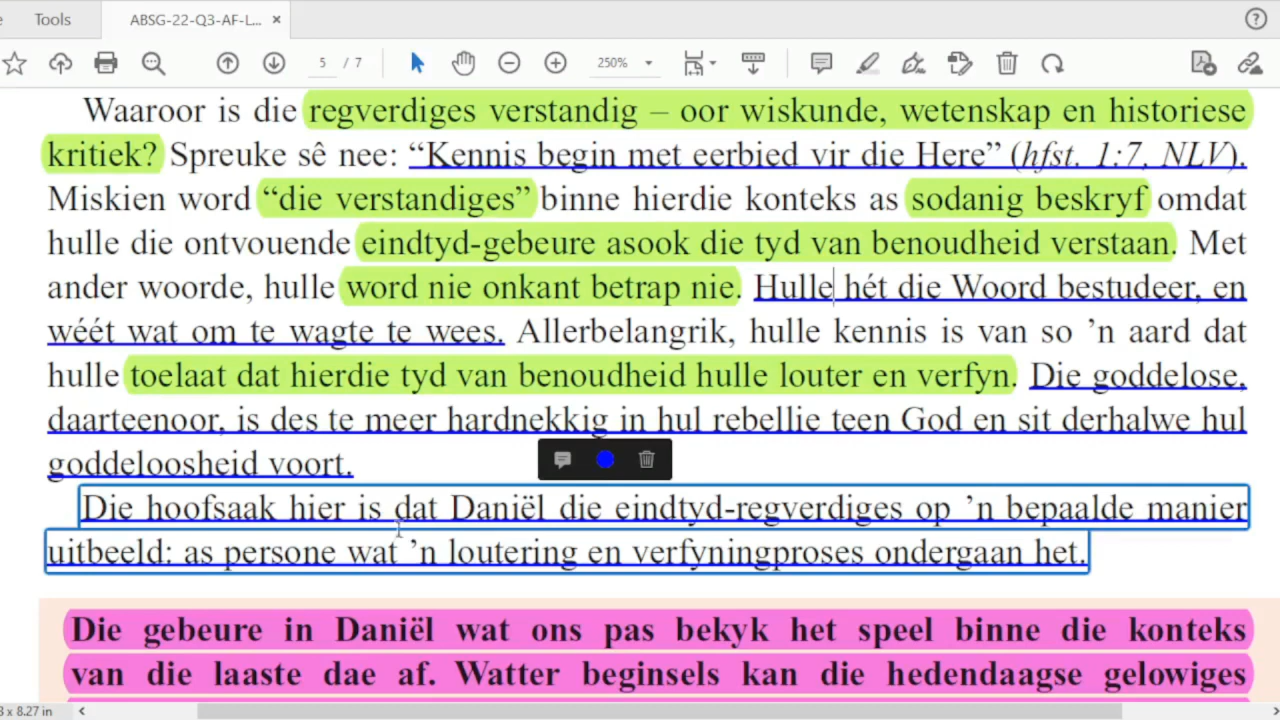 e Tools ABSG-22-Q3-AF-L... ×
5 / 7 250%
Waaroor is die regverdiges verstandig – oor wiskunde, wetenskap en historiese
kritiek? Spreuke sê nee: “Kennis begin met eerbied vir die Here” (hfst. 1:7, NLV).
Miskien word “die verstandiges” binne hierdie konteks as sodanig beskryf omdat
hulle die ontvouende eindtyd-gebeure asook die tyd van benoudheid verstaan. Met
ander woorde, hulle word nie onkant betrap nie. Hulle hét die Woord bestudeer, en
wéét wat om te wagte te wees. Allerbelangrik, hulle kennis is van so ’n aard dat
hulle toelaat dat hierdie tyd van benoudheid hulle louter en verfyn. Die goddelose,
daarteenoor, is des te meer hardnekkig in hul rebellie teen God en sit derhalwe hul
goddeloosheid voort.
Die hoofsaak hier is dat Daniël die eindtyd-regverdiges op ’n bepaalde manier
uitbeeld: as persone wat ’n loutering en verfyningproses ondergaan het.
Die gebeure in Daniël wat ons pas bekyk het speel binne die konteks
van die laaste dae af. Watter beginsels kan die hedendaagse gelowiges
3 x 8.27 in